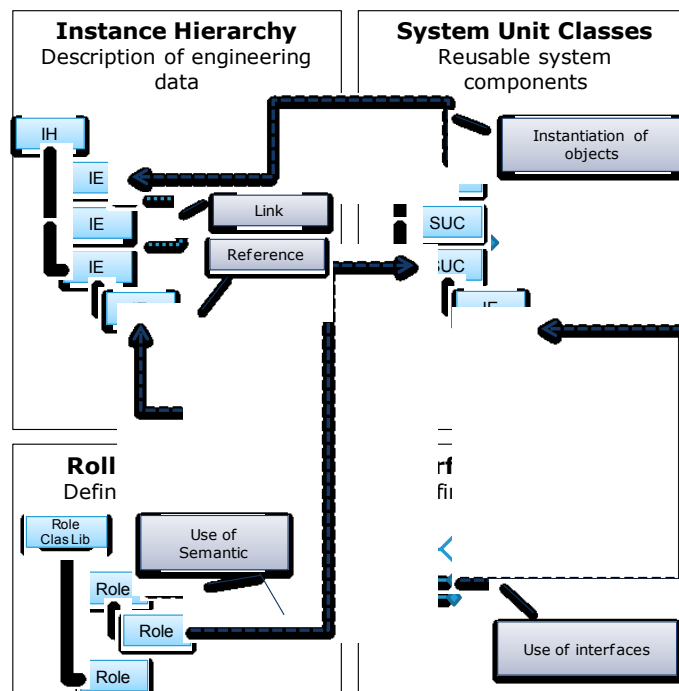 Instance Hierarchy
Description of engineering
data
IH
IE
IE
IE
Link
Reference
System Unit Classes
Reusable system
components
Instantiation of
objects
SUC
SUC
IE
Roll
Defin
Role
ClasLib
Use of
Semantic
Role
Role
Role
Use of interfaces